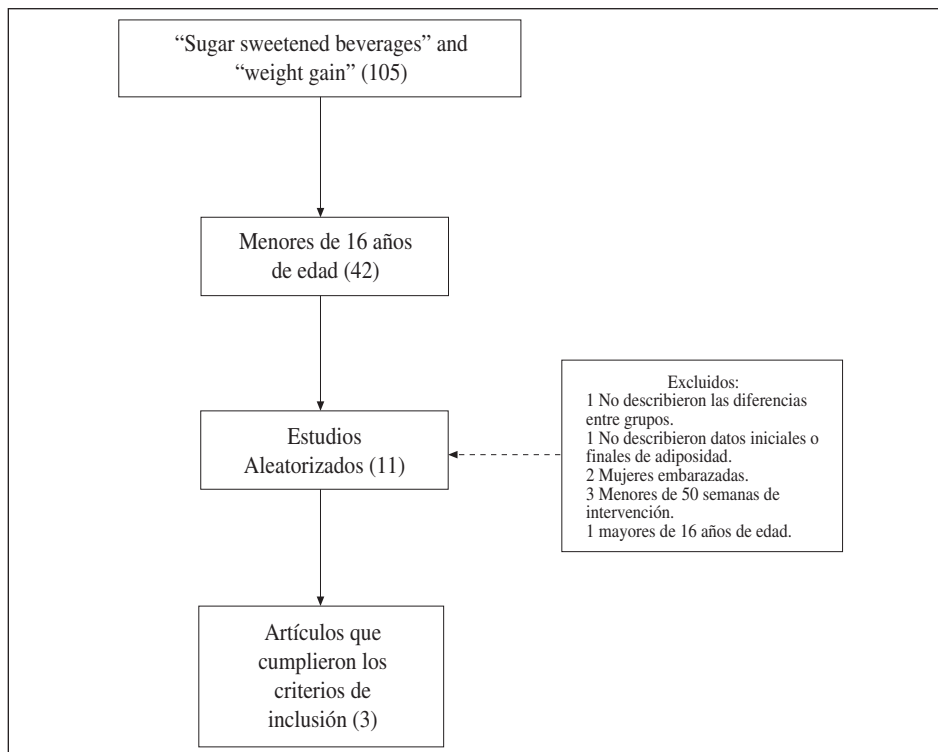 “Sugar sweetened beverages” and
“weight gain” (105)
Menores de 16 años
de edad (42)
Estudios
Aleatorizados (11)
Excluidos:
1 No describieron las diferencias
entre grupos.
1 No describieron datos iniciales o
finales de adiposidad.
2 Mujeres embarazadas.
3 Menores de 50 semanas de
intervención.
1 mayores de 16 años de edad.
Artículos que
cumplieron los
criterios de
inclusión (3)